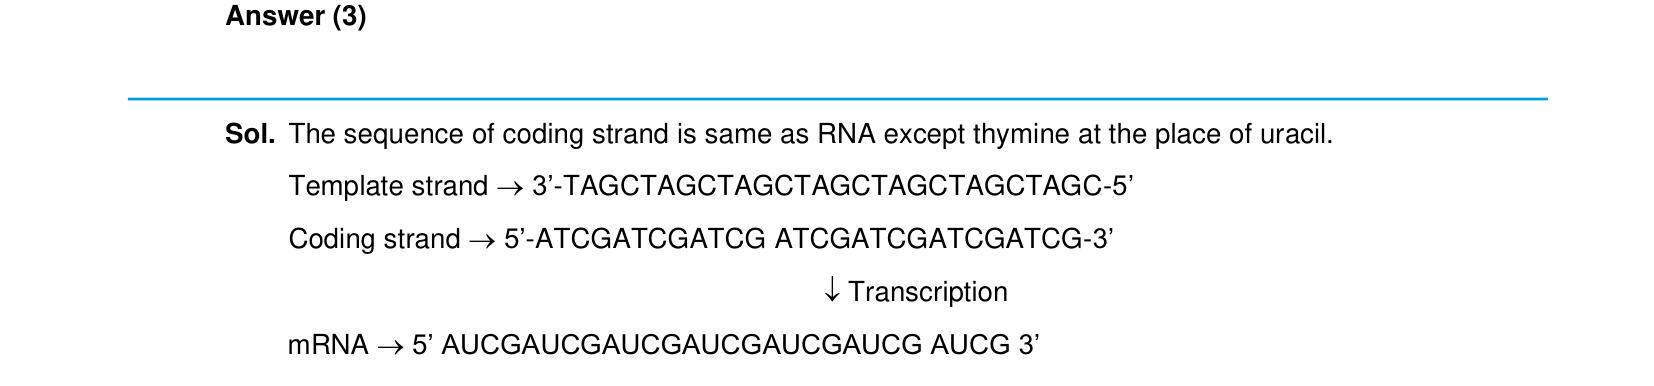 Answer (3)
Sol. The sequence of coding strand is same as RNA except thymine at the place of uracil.
Template strand → 3’-TAGCTAGCTAGCTAGCTAGCTAGCTAGC-5’
Coding strand → 5’-ATCGATCGATCG ATCGATCGATCGATCG-3’
↓ Transcription
mRNA → 5’ AUCGAUCGAUCGAUCGAUCGAUCG AUCG 3’